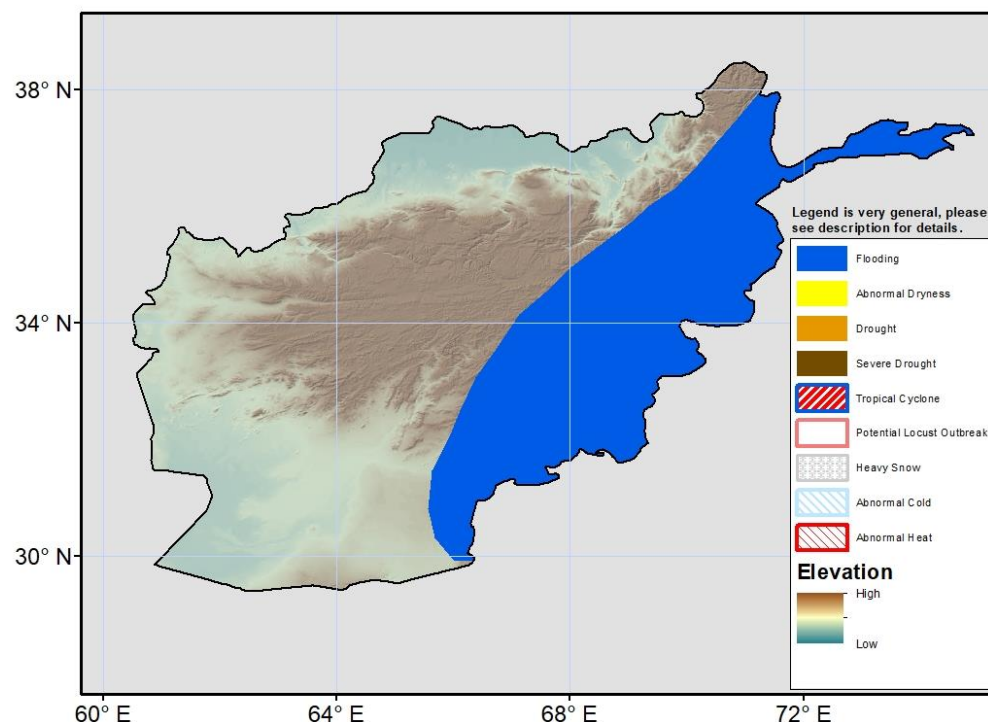 38° N
34° N
30° N
60° E
64° E
68° E
72° E
Legend is very general, please
see description for details.
Flooding
Abnormal Dryness
Drought
Severe Drought
Tropical Cyclone
Potential Locust Outbreak
Heavy Snow
Abnormal Cold
Abnormal Heat
Elevation
High
Low